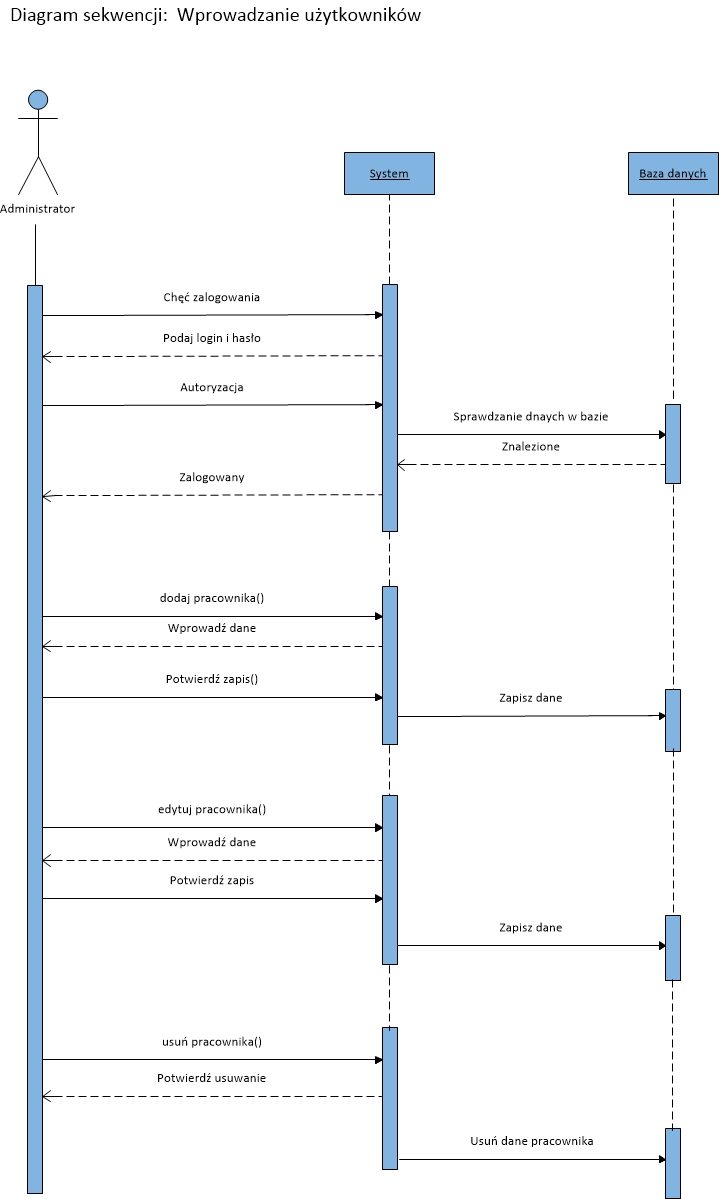 Diagram sekwencji:  Wprowadzanie użytkowników
System
Baza danych
Administrator
Chęć zalogowania
Podaj login i hasło
Autoryzacja
Sprawdzanie dnaych w bazie
Znalezione
Zalogowany
dodaj pracownika()
Wprowadź dane
Potwierdź zapis()
Zapisz dane
edytuj pracownika()
Wprowadź dane
Potwierdź zapis
Zapisz dane
usuń pracownika()
Potwierdź usuwanie
Usuń dane pracownika